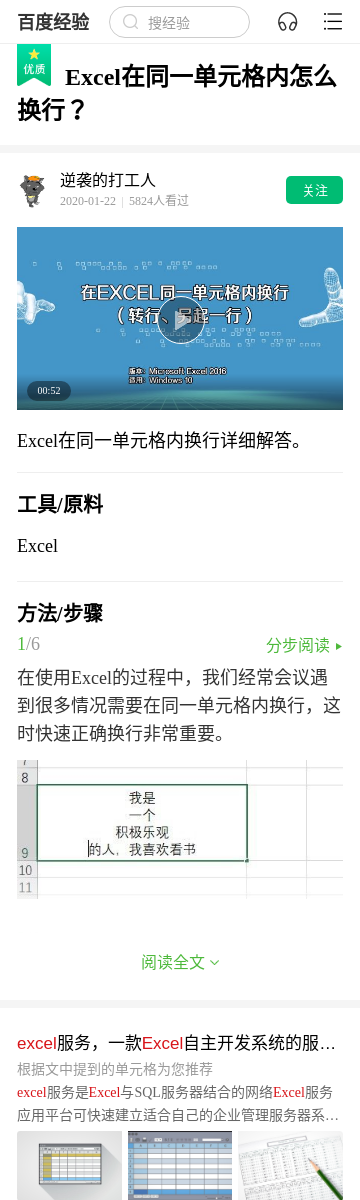 百度经验
搜经验
优质
Excel在同一单元格内怎么
换行？
逆袭的打工人
关注
2020-01-22 | 5824人看过
在EXCEL同一单元格内换行
（转行、另起一行）
版本：Microsoft Excel 2016
适用：Windows 10
00:52
Excel在同一单元格内换行详细解答。
工具/原料
Excel
方法/步骤
1/6
分步阅读
在使用Excel的过程中，我们经常会议遇
到很多情况需要在同一单元格内换行，这
时快速正确换行非常重要。
7
8
我是
一个
积极乐观
9
的人，我喜欢看书
10
11
阅读全文
excel服务，一款Excel自主开发系统的服…
根据文中提到的单元格为您推荐
excel服务是Excel与SQL服务器结合的网络Excel服务
应用平台可快速建立适合自己的企业管理服务器系…